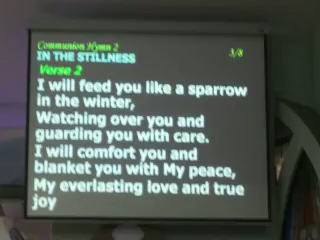 Communion Hymn 2
3/8
IN THE STILLNESS
Verse 2
I will feed you like a sparrow
in the winter,
Watching over you and
guarding you with care.
I will comfort you and
blanket you with My peace,
My everlasting love and true
joy